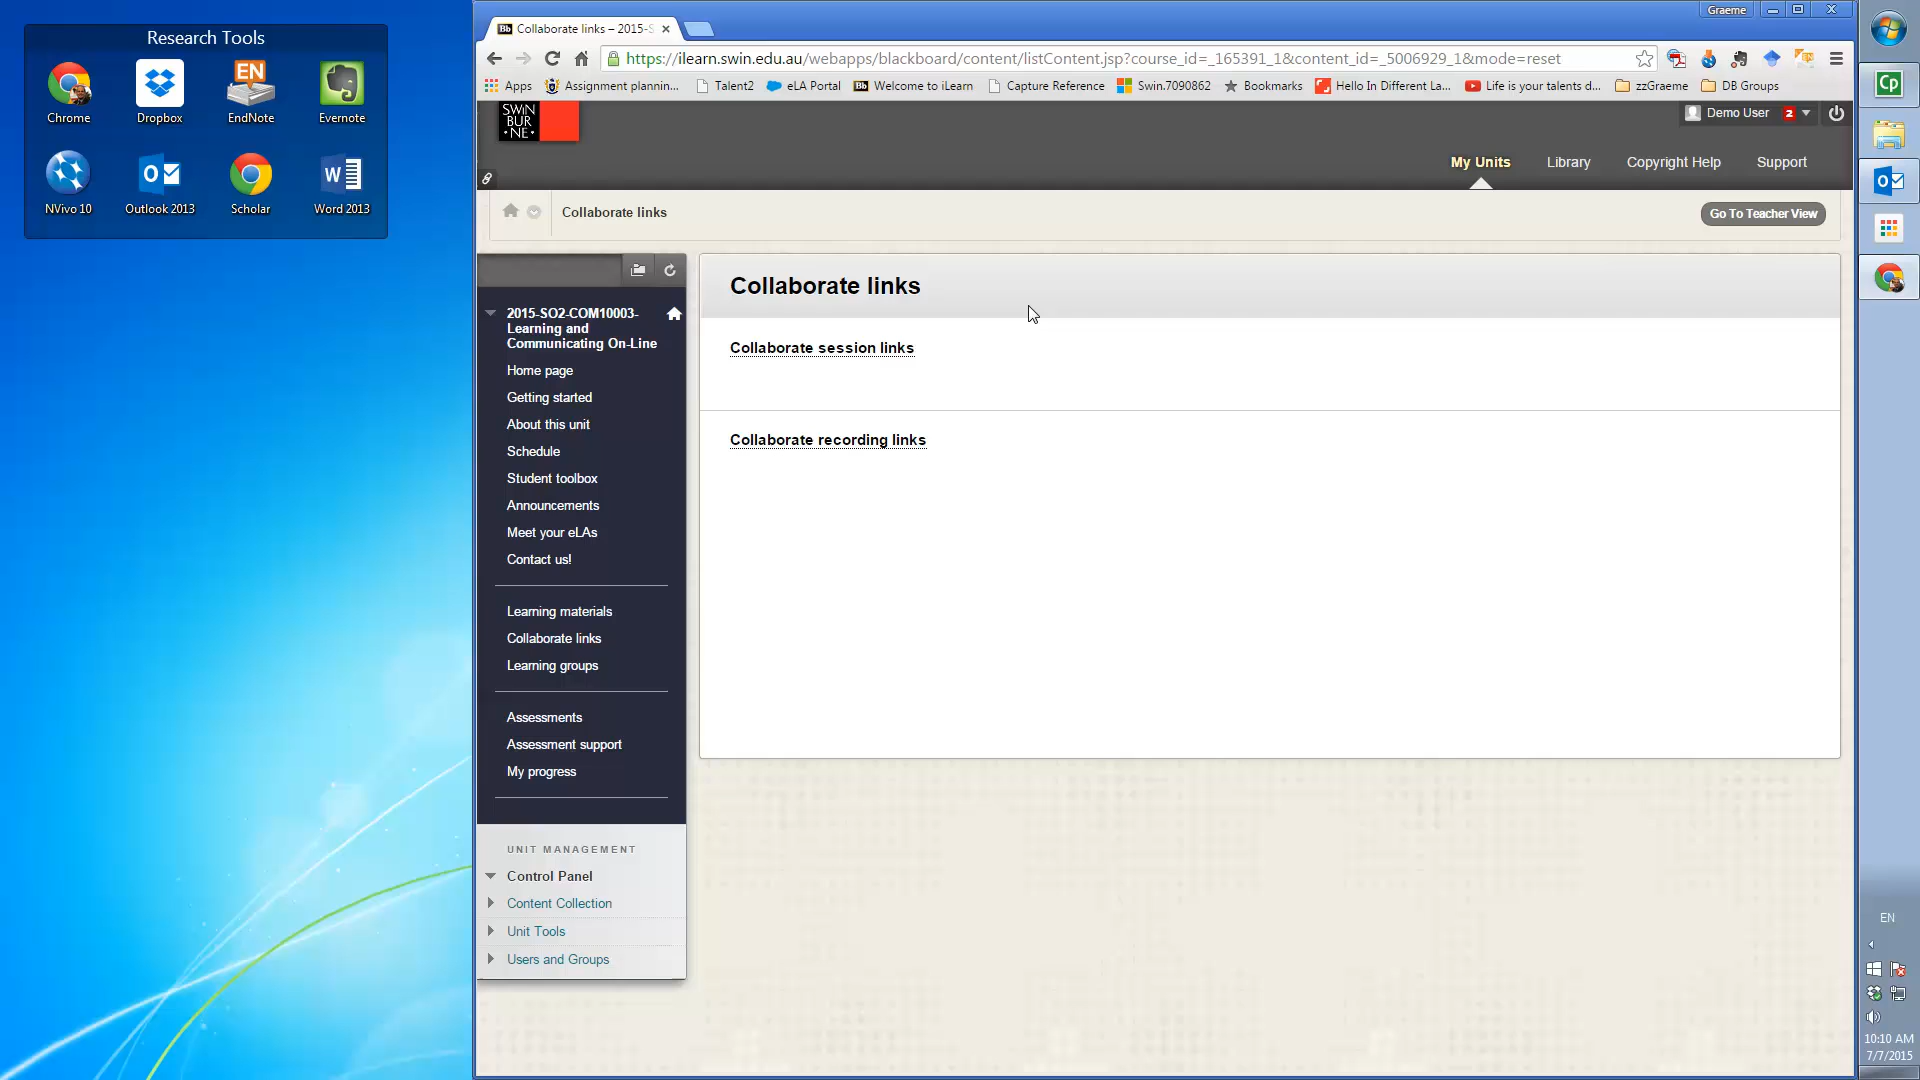 Research Tools
Chrome
Dropbox
EndNote
Evernote
NVivo 10
Outlook 2013
Scholar
Word 2013
Graeme
Collaborate links – 2015-S
https://ilearn.swin.edu.au/webapps/blackboard/content/listContent.jsp?course_id=_165391_1&content_id=_5006929_1&mode=reset
Apps
Assignment plannin...
Talent2
eLA Portal
Welcome to iLearn
Capture Reference
Swin.7090862
Bookmarks
Hello In Different La...
Life is your talents d...
zzGraeme
DB Groups
SWIN
BUR
NE
Demo User
2
My Units
Library
Copyright Help
Support
Collaborate links
Go To Teacher View
2015-SO2-COM10003-
Learning and
Communicating On-Line
Home page
Getting started
About this unit
Schedule
Student toolbox
Announcements
Meet your eLAs
Contact us!
Learning materials
Collaborate links
Learning groups
Assessments
Assessment support
My progress
UNIT MANAGEMENT
Control Panel
Content Collection
Unit Tools
Users and Groups
Collaborate links
Collaborate session links
Collaborate recording links
EN
10:10 AM
7/7/2015